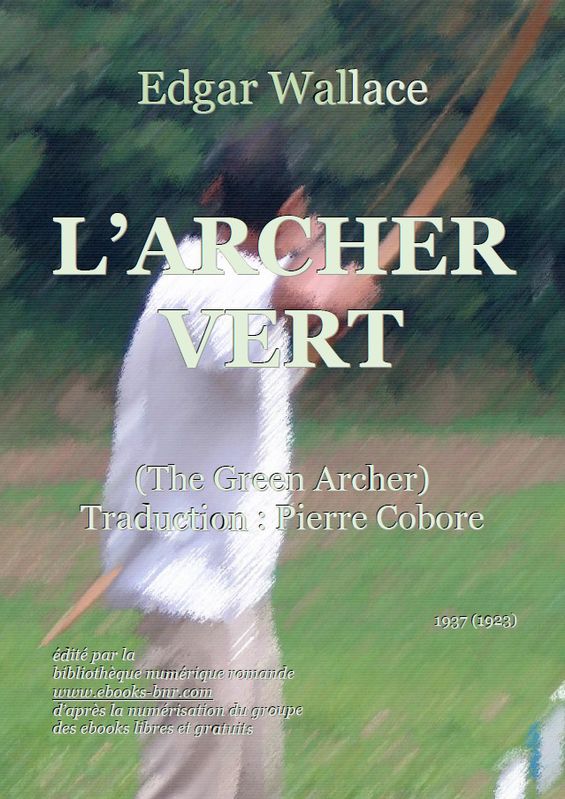 Edgar Wallace
L’ARCHER
VERT
(The Green Archer)
Traduction : Pierre Cobore
1937 (1923)
édité par la
bibliothèque numérique romande
www.ebooks-bnr.com
d’après la numérisation du groupe
des ebooks libres et gratuits